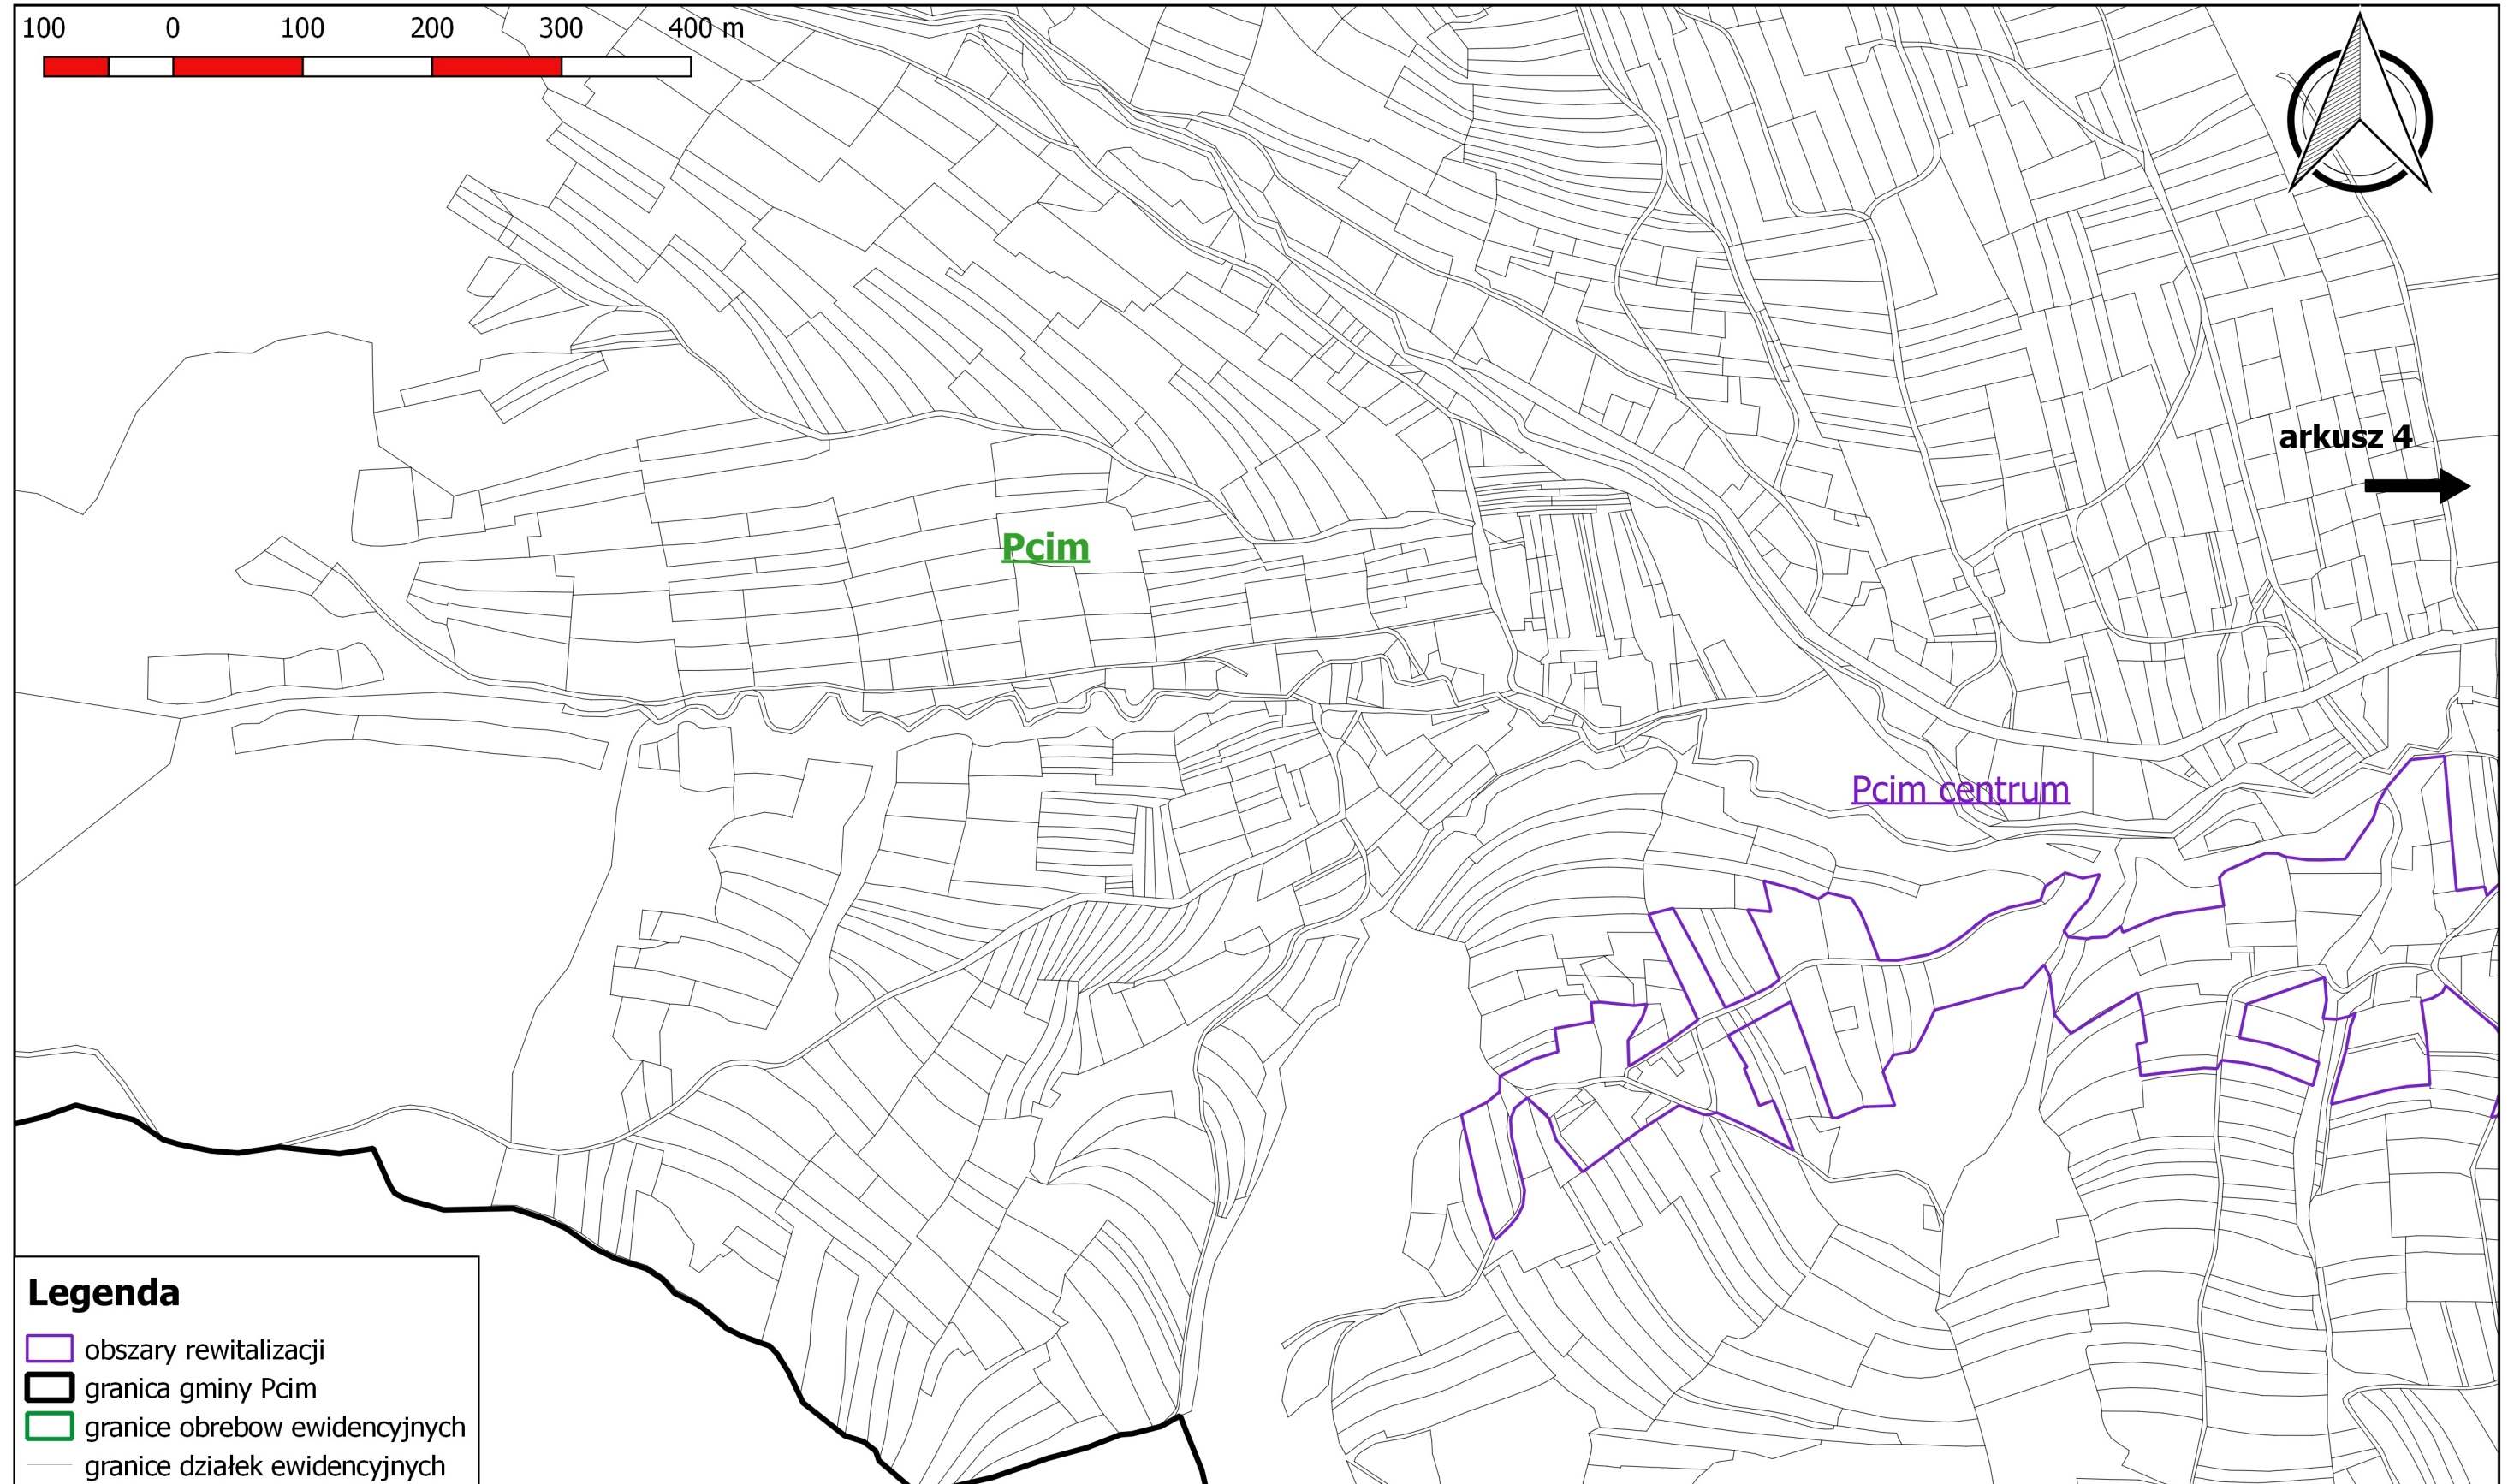 100 0 100 200 300 400 m
arkusz 4
Pcim
Pcim centrum
Legenda
obszary rewitalizacji
granica gminy Pcim
granice obrebow ewidencyjnych
granice działek ewidencyjnych